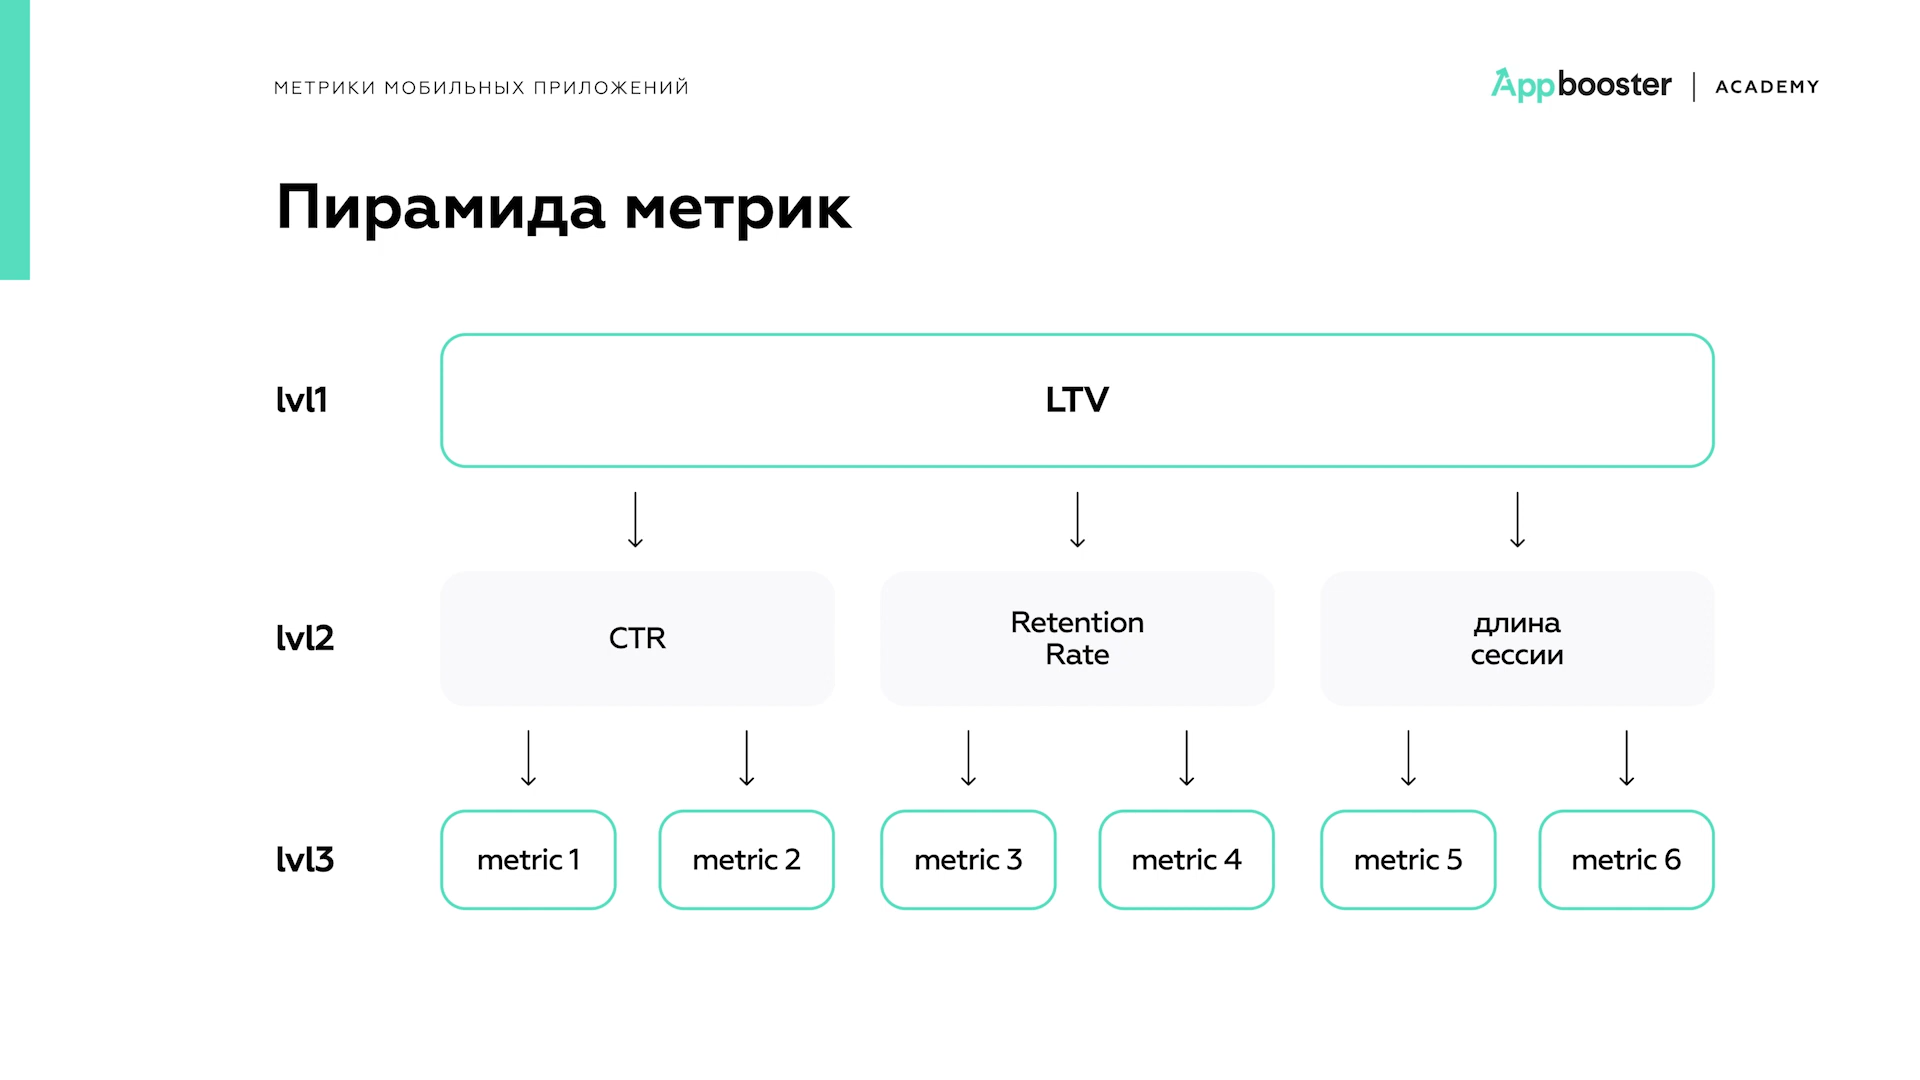 МЕТРИКИ МОБИЛЬНЫХ ПРИЛОЖЕНИЙ
Appbooster | ACADEMY
Пирамида метрик
lvl1
LTV
lvl2
CTR
Retention
Rate
длина
сессии
lvl3
metric 1
metric 2
metric 3
metric 4
metric 5
metric 6